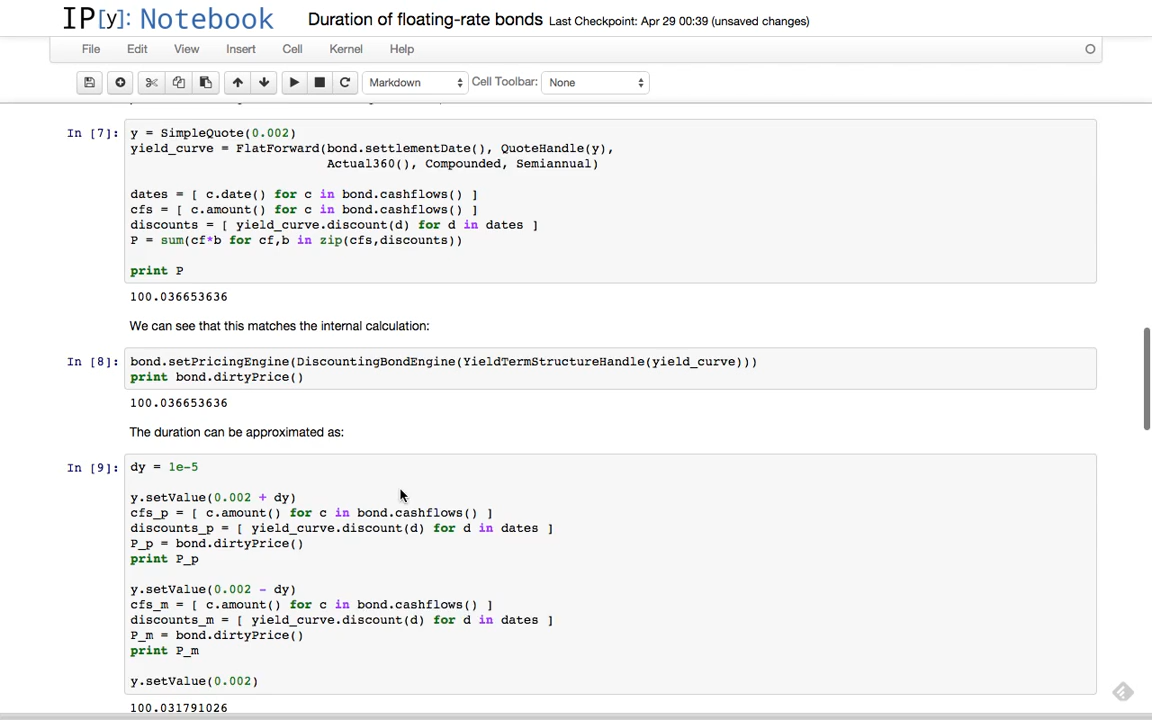 IP[y]: Notebook
Duration of floating-rate bonds Last Checkpoint: Apr 29 00:39 (unsaved changes)
File Edit View Insert Cell Kernel Help
Markdown Cell Toolbar: None
In [7]: y = SimpleQuote(0.002)
yield_curve = FlatForward(bond.settlementDate(), QuoteHandle(y),
Actual360(), Compounded, Semiannual)
dates = [ c.date() for c in bond.cashflows() ]
cfs = [ c.amount() for c in bond.cashflows() ]
discounts = [ yield_curve.discount(d) for d in dates ]
P = sum(cf*b for cf,b in zip(cfs,discounts))
print P
100.036653636
We can see that this matches the internal calculation:
In [8]: bond.setPricingEngine(DiscountingBondEngine(YieldTermStructureHandle(yield_curve)))
print bond.dirtyPrice()
100.036653636
The duration can be approximated as:
In [9]: dy = 1e-5
y.setValue(0.002 + dy)
cfs_p = [ c.amount() for c in bond.cashflows() ]
discounts_p = [ yield_curve.discount(d) for d in dates ]
P_p = bond.dirtyPrice()
print P_p
y.setValue(0.002 - dy)
cfs_m = [ c.amount() for c in bond.cashflows() ]
discounts_m = [ yield_curve.discount(d) for d in dates ]
P_m = bond.dirtyPrice()
print P_m
y.setValue(0.002)
100.031791026